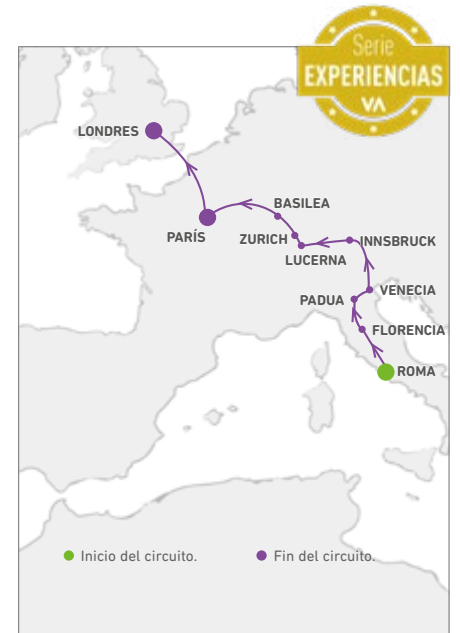 Serie
EXPERIENCIAS
VA
LONDRES
BASILEA
PARÍS
ZURICH
INNSBRUCK
LUCERNA
VENECIA
PADUA
FLORENCIA
ROMA
Inicio del circuito.
Fin del circuito.